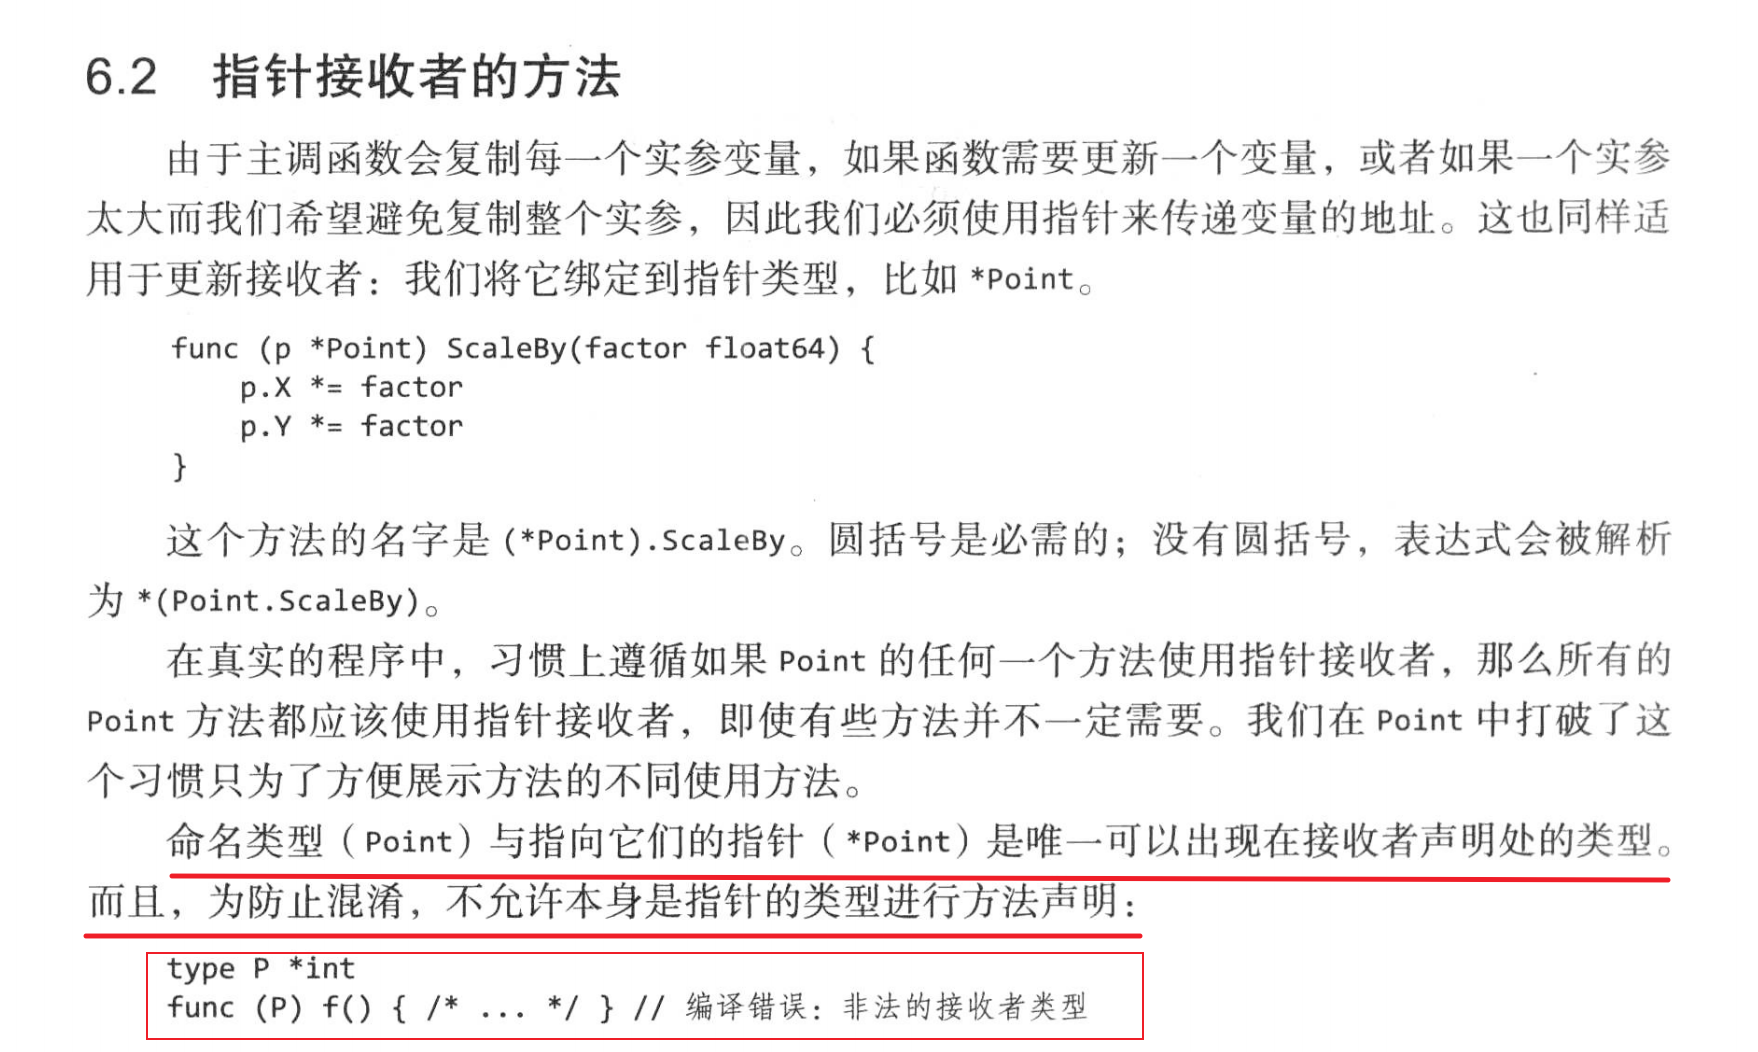 6.2 指针接收者的方法
由于主调函数会复制每一个实参变量，如果函数需要更新一个变量，或者如果一个实参
太大而我们希望避免复制整个实参，因此我们必须使用指针来传递变量的地址。这也同样适
用于更新接收者：我们将它绑定到指针类型，比如 *Point。
func (p *Point) ScaleBy(factor float64) {
    p.X *= factor
    p.Y *= factor
}
这个方法的名字是 (*Point).ScaleBy。圆括号是必需的；没有圆括号，表达式会被解析
为 *(Point.ScaleBy)。
在真实的程序中，习惯上遵循如果 Point 的任何一个方法使用指针接收者，那么所有的
Point 方法都应该使用指针接收者，即使有些方法并不一定需要。我们在 Point 中打破了这
个习惯只为了方便展示方法的不同使用方法。
命名类型（Point）与指向它们的指针（*Point）是唯一可以出现在接收者声明处的类型。
而且，为防止混淆，不允许本身是指针的类型进行方法声明：
type P *int
func (P) f() { /* ... */ } // 编译错误：非法的接收者类型